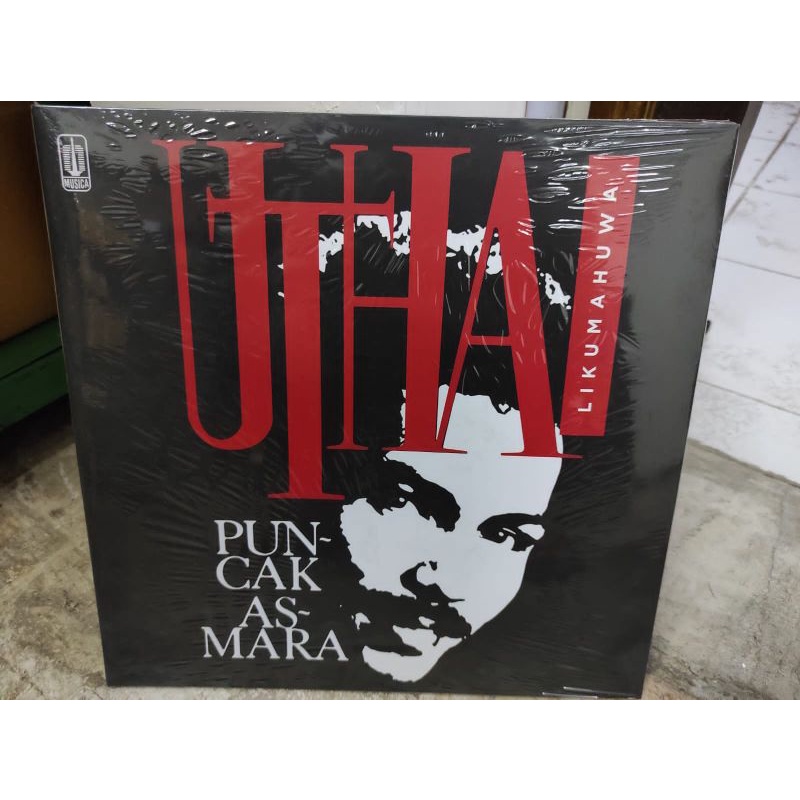 MUSICA
UTHA
LIKUMAHUWA
PUN-
CAK
AS-
MARA